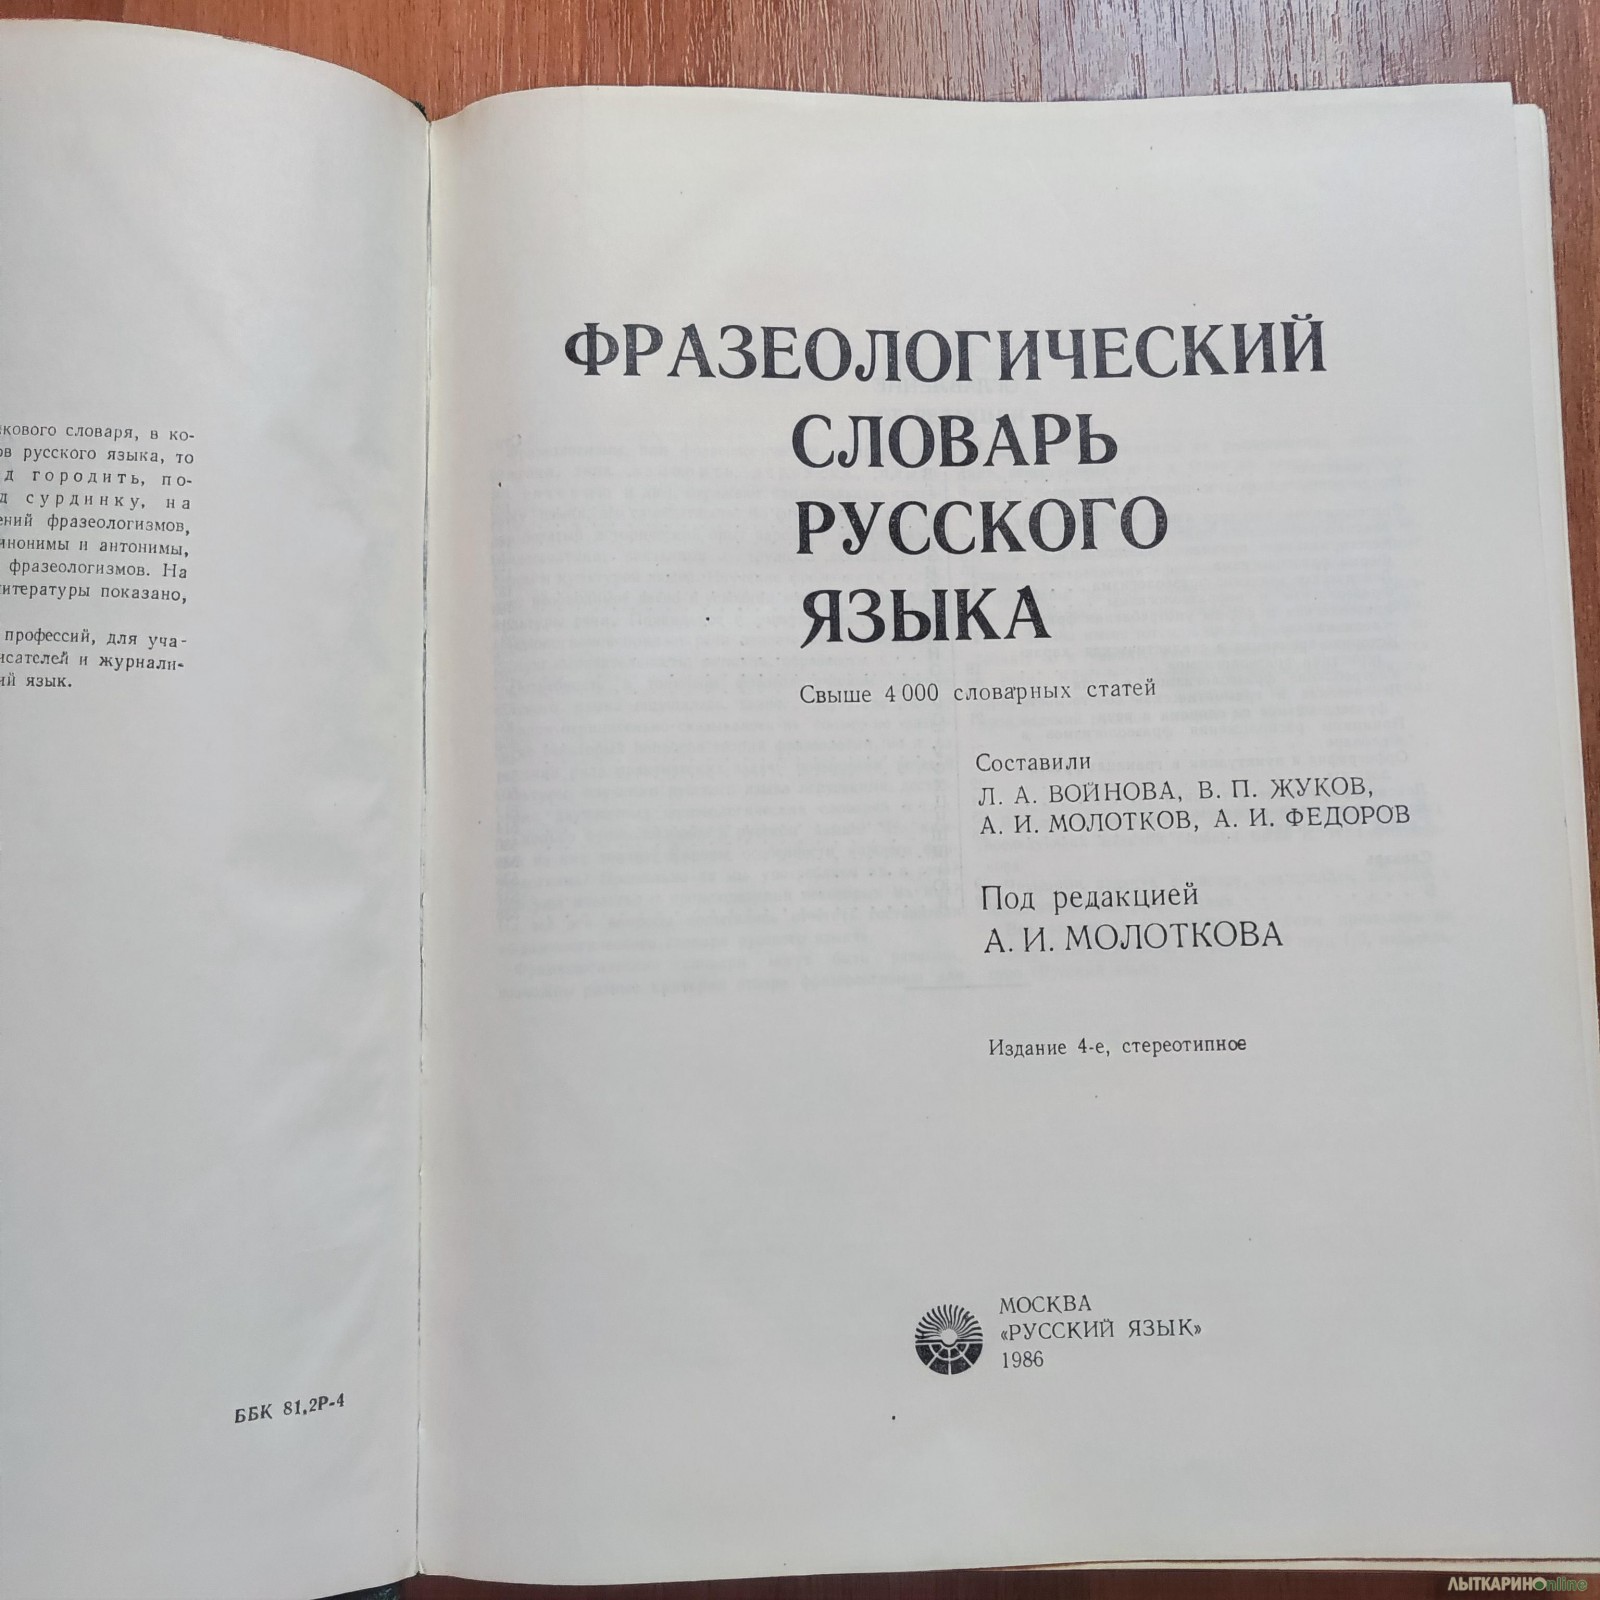 кового словаря, в ко-
ов русского языка, то
д городить, по-
д сурдинку, на
ений фразеологизмов,
инонимы и антонимы,
фразеологизмов. На
итературы показано,
профессий, для уча-
исателей и журнали-
ий язык.
ББК 81.2Р-4
ФРАЗЕОЛОГИЧЕСКИЙ
СЛОВАРЬ
РУССКОГО
ЯЗЫКА
Свыше 4 000 словарных статей
Составили
Л. А. ВОЙНОВА, В. П. ЖУКОВ,
А. И. МОЛОТКОВ, А. И. ФЕДОРОВ
Под редакцией
А. И. МОЛОТКОВА
Издание 4-е, стереотипное
МОСКВА
«РУССКИЙ ЯЗЫК»
1986
ЛЫТКАРИНОonline